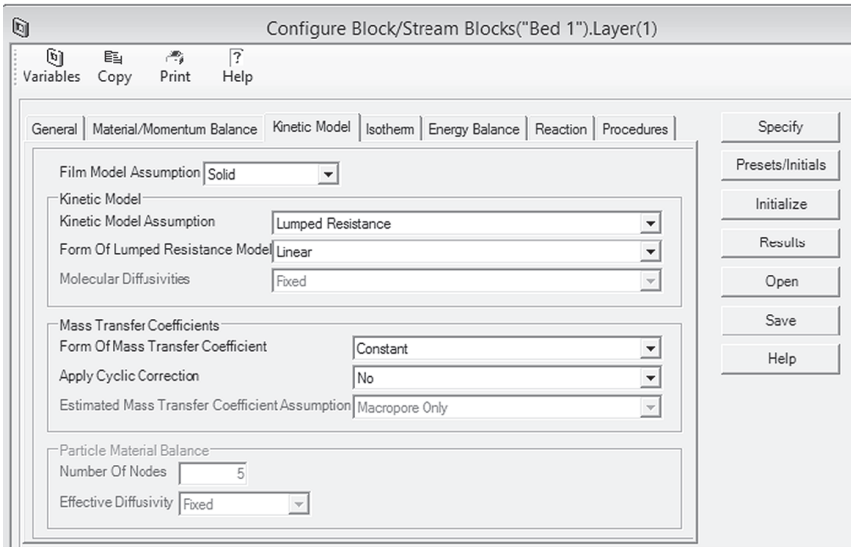 Configure Block/Stream Blocks("Bed 1").Layer(1)
Variables Copy Print Help
General Material/Momentum Balance Kinetic Model Isotherm Energy Balance Reaction Procedures
Film Model Assumption Solid
Kinetic Model
Kinetic Model Assumption Lumped Resistance
Form Of Lumped Resistance Model Linear
Molecular Diffusivities Fixed
Mass Transfer Coefficients
Form Of Mass Transfer Coefficient Constant
Apply Cyclic Correction No
Estimated Mass Transfer Coefficient Assumption Macropore Only
Particle Material Balance
Number Of Nodes 5
Effective Diffusivity Fixed
Specify
Presets/Initials
Initialize
Results
Open
Save
Help